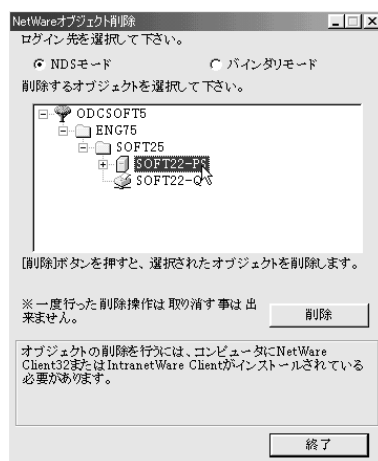 NetWareオブジェクト削除
ログイン先を選択して下さい。
NDSモード
バインダリモード
削除するオブジェクトを選択して下さい。
ODCSOFT5
ENG75
SOFT25
SOFT22-PS
SOFT22-Q
[削除]ボタンを押すと、選択されたオブジェクトを削除します。
※一度行った削除操作は取り消す事は出
来ません。
削除
オブジェクトの削除を行うには、コンピュータにNetWare
Client32またはIntranetWare Clientがインストールされている
必要があります。
終了